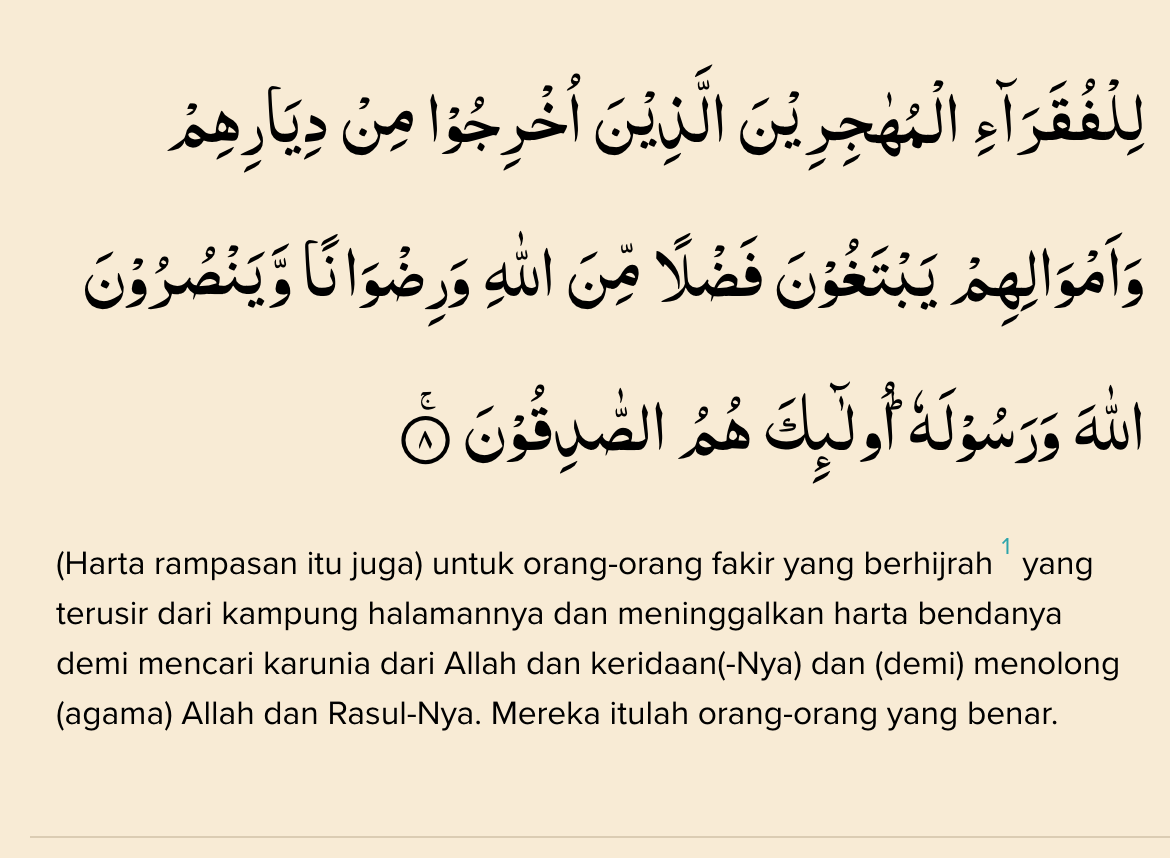 لِلْفُقَرَاۤءِ الْمُهٰجِرِيْنَ الَّذِيْنَ اُخْرِجُوْا مِنْ دِيَارِهِمْ
وَاَمْوَالِهِمْ يَبْتَغُوْنَ فَضْلًا مِّنَ اللّٰهِ وَرِضْوَانًا وَّيَنْصُرُوْنَ
اللّٰهَ وَرَسُوْلَهٗ ۗاُولٰۤىِٕكَ هُمُ الصّٰدِقُوْنَ ۚ ٨
(Harta rampasan itu juga) untuk orang-orang fakir yang berhijrah 1 yang
terusir dari kampung halamannya dan meninggalkan harta bendanya
demi mencari karunia dari Allah dan keridaan(-Nya) dan (demi) menolong
(agama) Allah dan Rasul-Nya. Mereka itulah orang-orang yang benar.